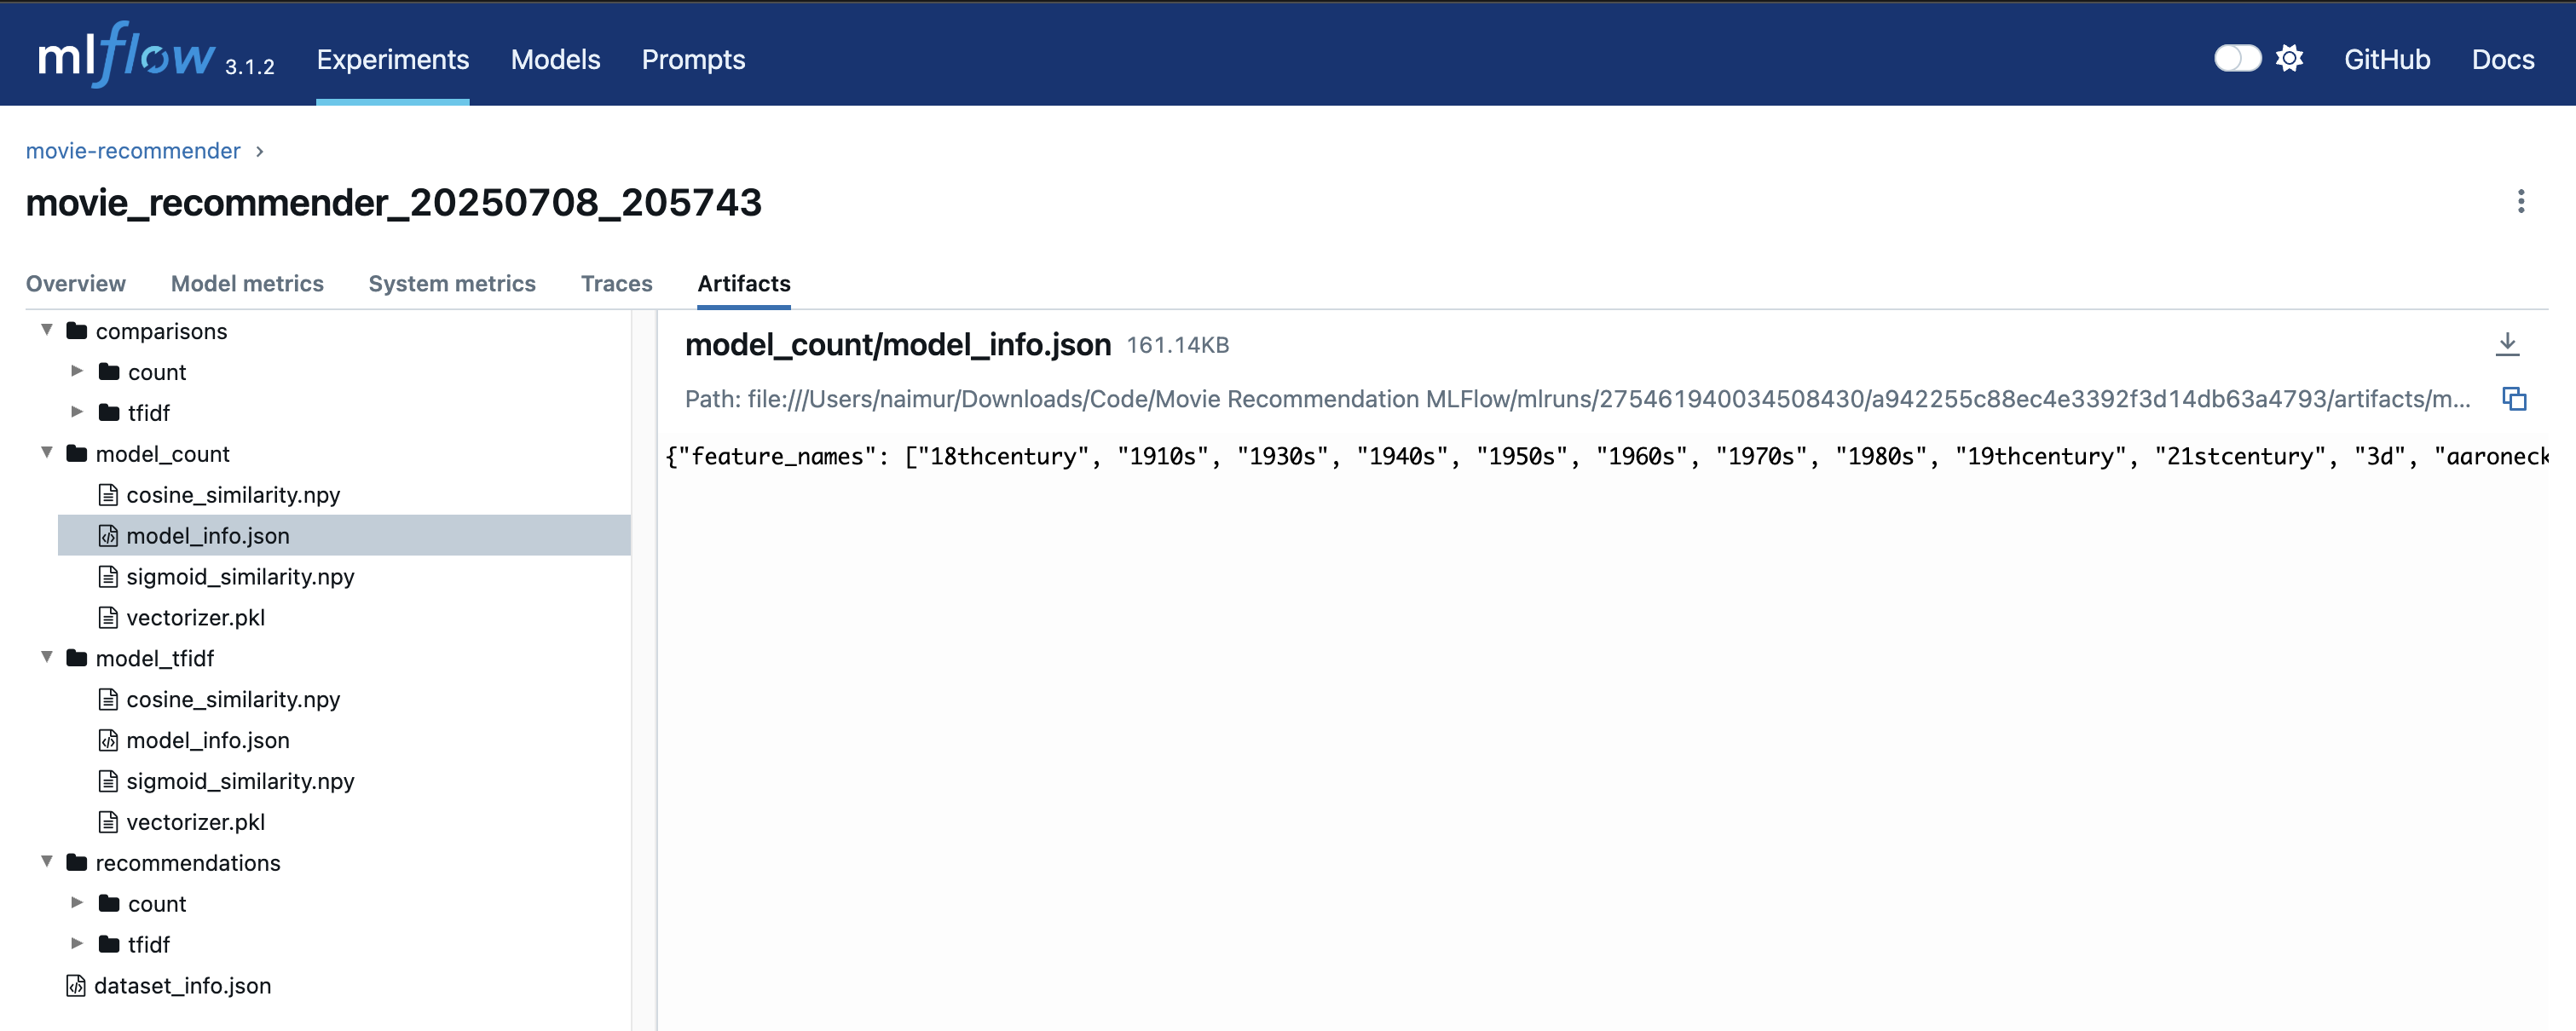 mlflow 3.1.2 Experiments Models Prompts GitHub Docs
movie-recommender >
movie_recommender_20250708_205743
Overview Model metrics System metrics Traces Artifacts
comparisons
count
tfidf
model_count
cosine_similarity.npy
model_info.json
sigmoid_similarity.npy
vectorizer.pkl
model_tfidf
cosine_similarity.npy
model_info.json
sigmoid_similarity.npy
vectorizer.pkl
recommendations
count
tfidf
dataset_info.json
model_count/model_info.json 161.14KB
Path: file:///Users/naimur/Downloads/Code/Movie Recommendation MLFlow/mlruns/275461940034508430/a942255c88ec4e3392f3d14db63a4793/artifacts/m...
{"feature_names": ["18thcentury", "1910s", "1930s", "1940s", "1950s", "1960s", "1970s", "1980s", "19thcentury", "21stcentury", "3d", "aaroneck